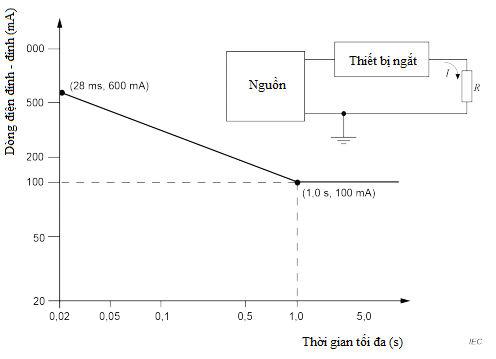 Dòng điện đỉnh - đỉnh (mA)
000
500
200
100
50
20
(28 ms, 600 mA)
(1,0 s, 100 mA)
Nguồn
Thiết bị ngắt
I
R
0,02
0,05
0,1
0,5
1,0
5,0
Thời gian tối đa (s)
IEC